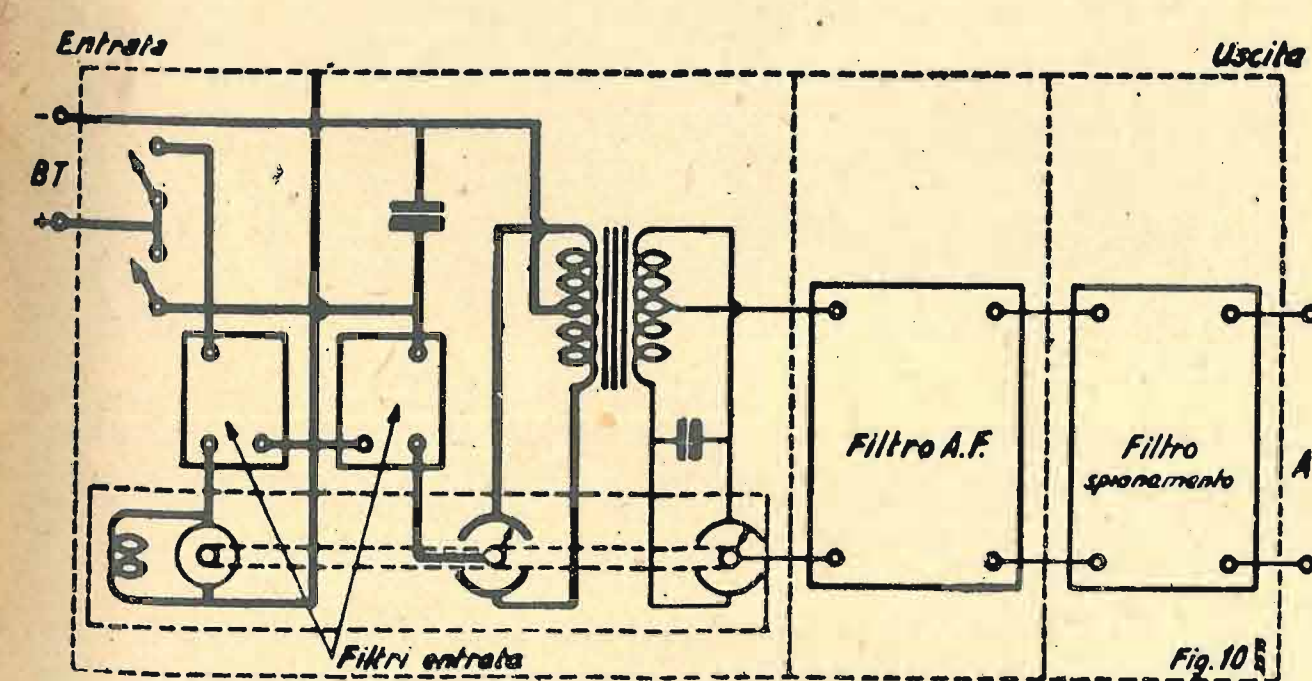 Entrata
Uscita
-
BT
+
Filtro A.F.
Filtro
spianamento
A
Filtri entrata
Fig. 10